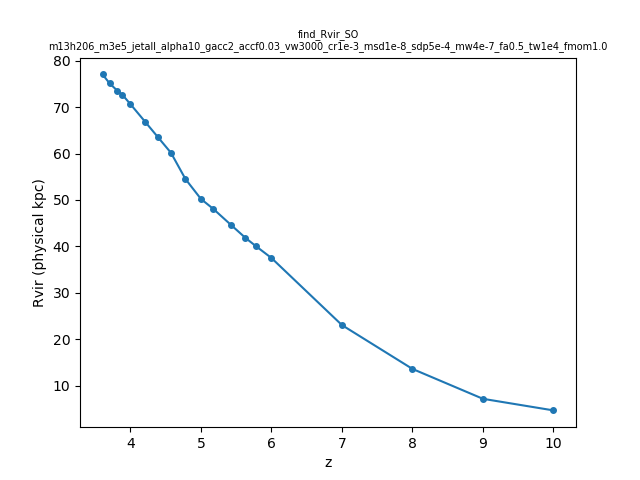 find_Rvir_SO
m13h206_m3e5_jetall_alpha10_gacc2_accf0.03_vw3000_cr1e-3_msd1e-8_sdp5e-4_mw4e-7_fa0.5_tw1e4_fmom1.0
80
70
60
50
40
30
20
10
Rvir (physical kpc)
4 5 6 7 8 9 10
z